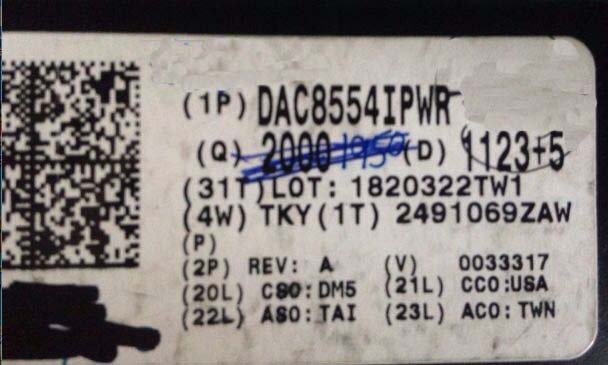 (1P) DAC8554IPWR
(Q) 2000 1950 (D) 1123+5
(31T)LOT: 1820322TW1
(4W) TKY(1T) 2491069ZAW
(P)
(2P) REV: A (V) 0033317
(20L) CSO:DM5 (21L) CCO:USA
(22L) ASO:TAI (23L) ACO:TWN